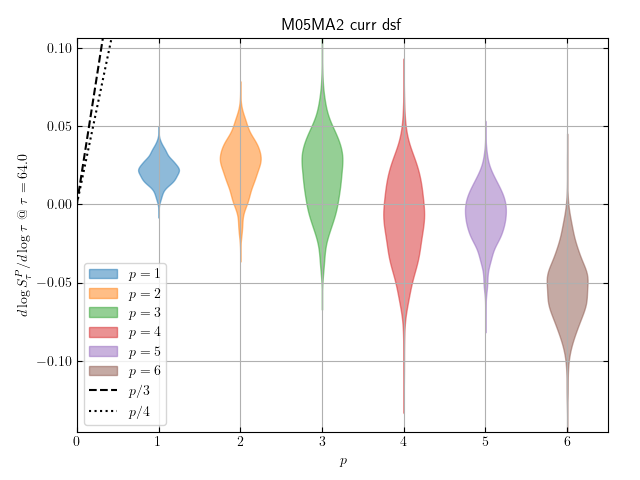 M05MA2 curr dsf
d log S_τ^P / d log τ @ τ = 64.0
0.10
0.05
0.00
−0.05
−0.10
p = 1
p = 2
p = 3
p = 4
p = 5
p = 6
p/3
p/4
0 1 2 3 4 5 6
p